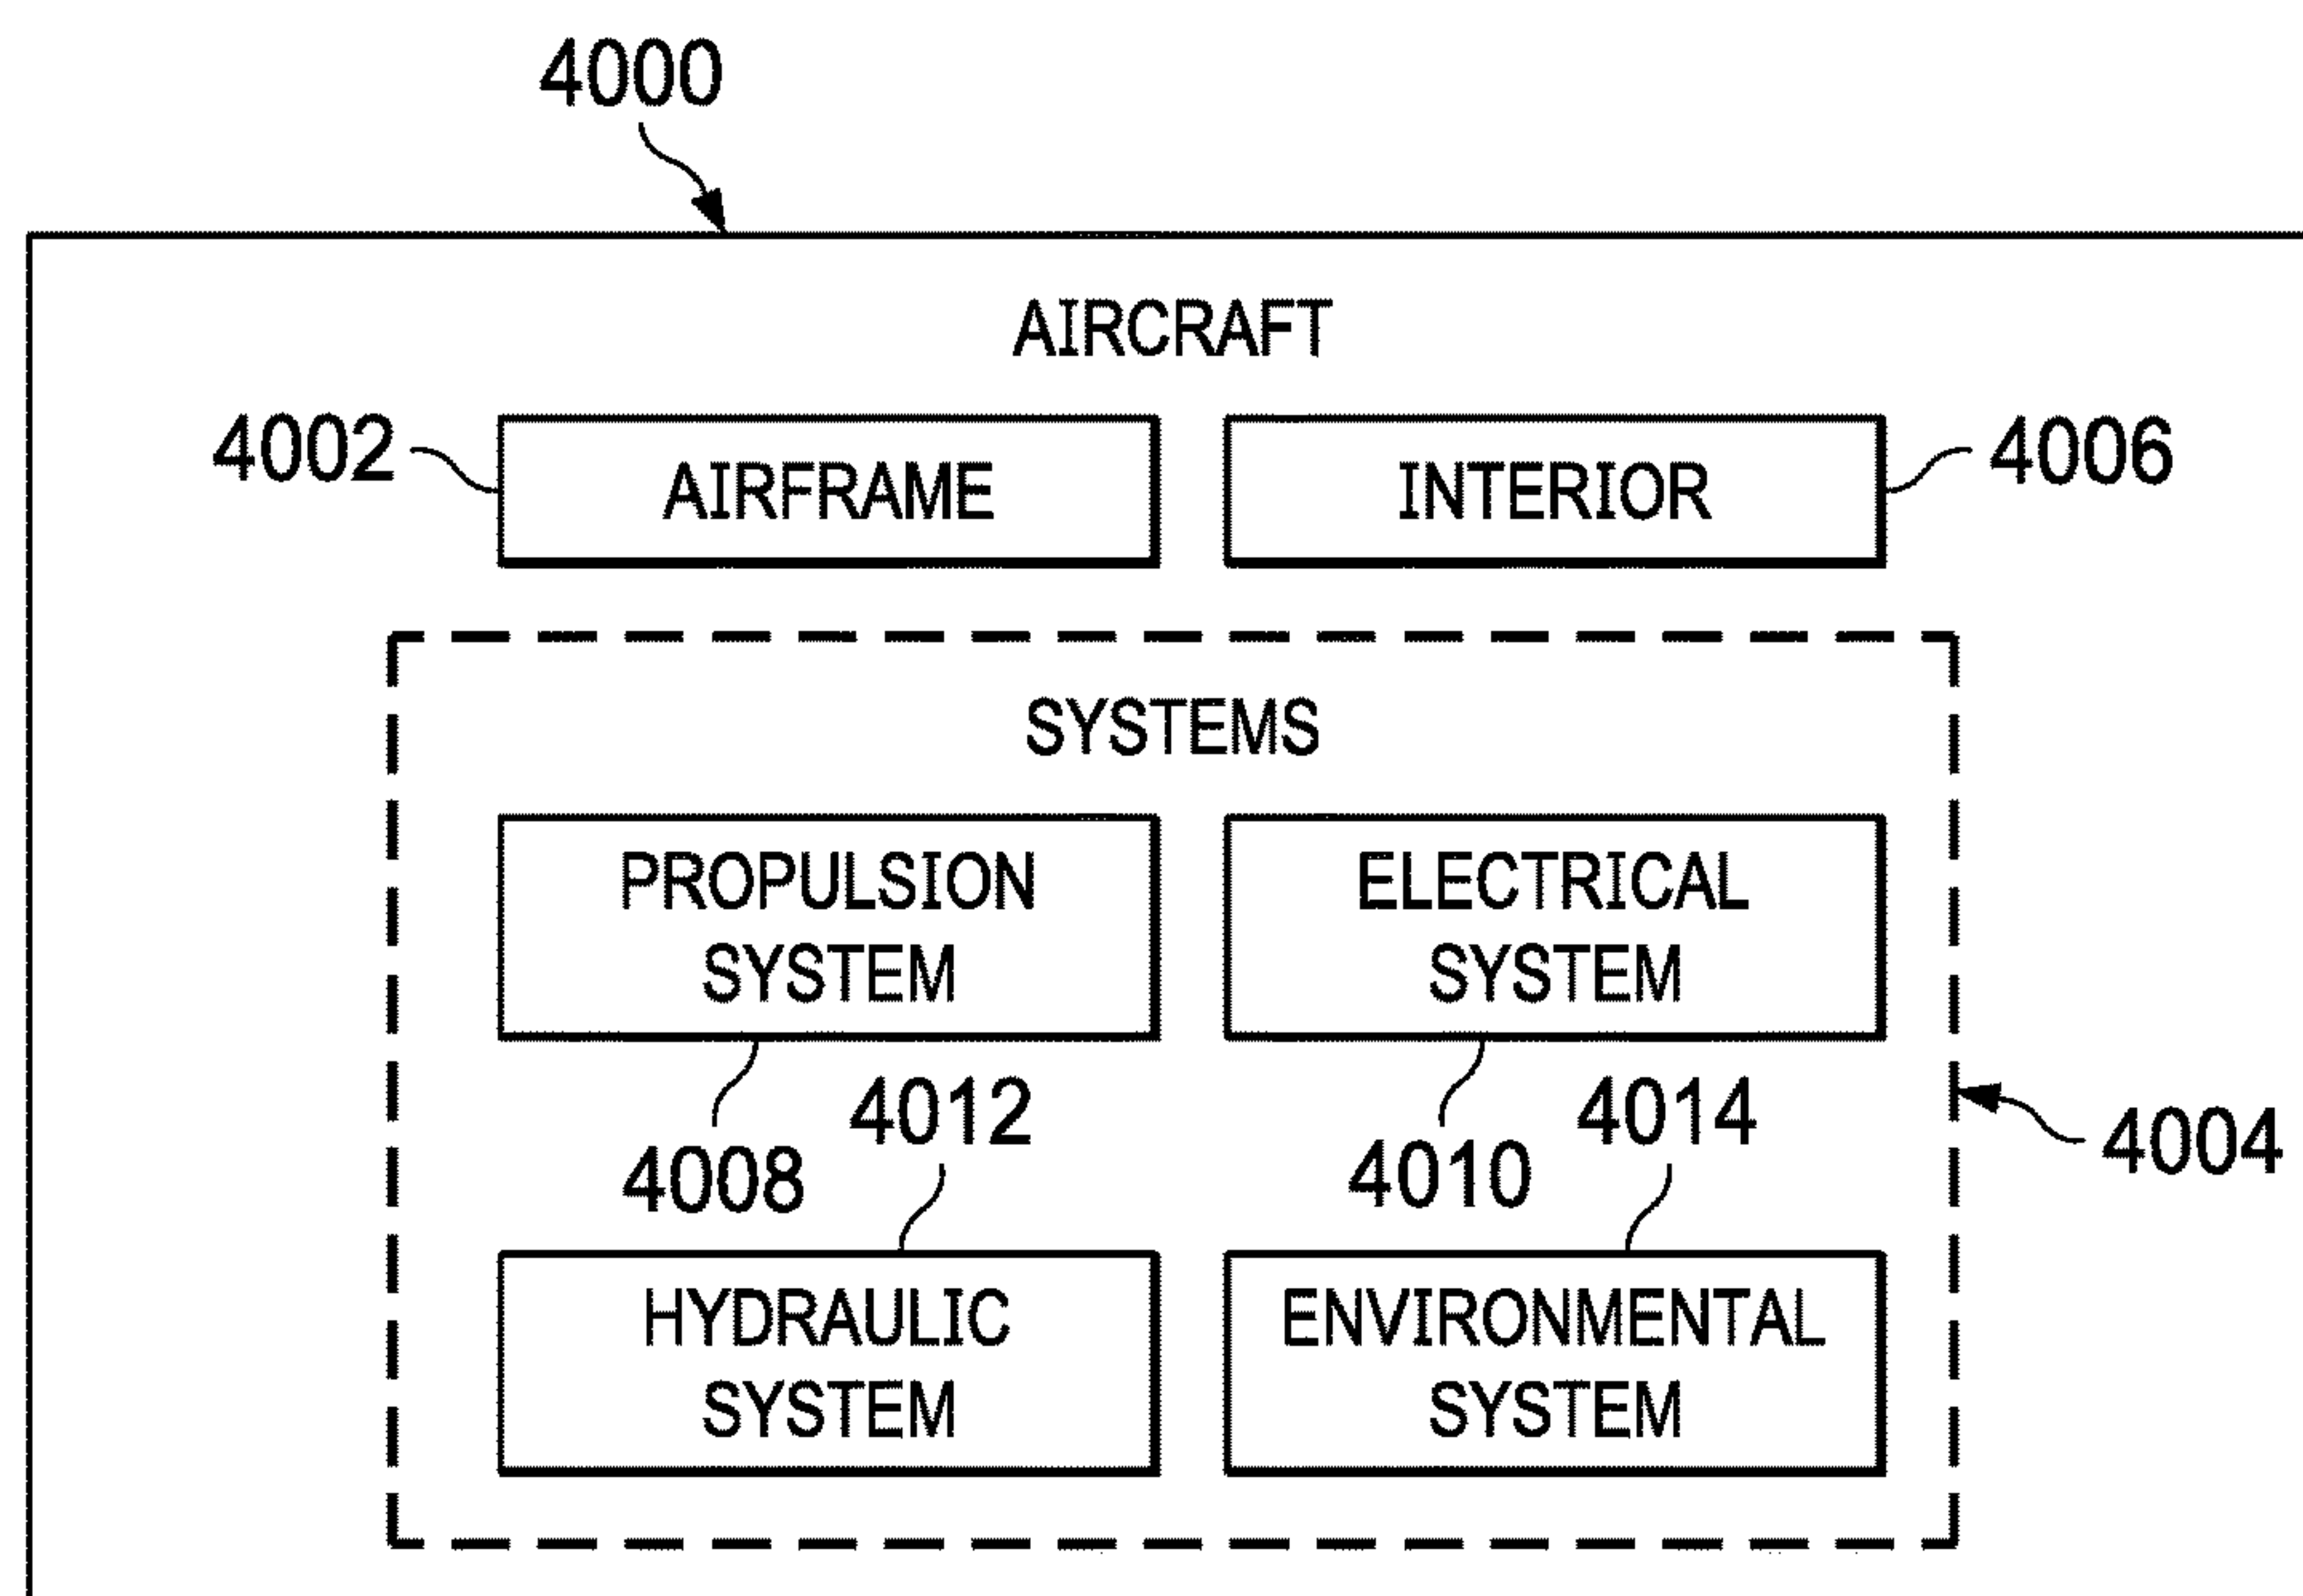 4000
AIRCRAFT
4002
AIRFRAME
INTERIOR
4006
SYSTEMS
PROPULSION
SYSTEM
ELECTRICAL
SYSTEM
4008
4012
4010
4014
4004
HYDRAULIC
SYSTEM
ENVIRONMENTAL
SYSTEM